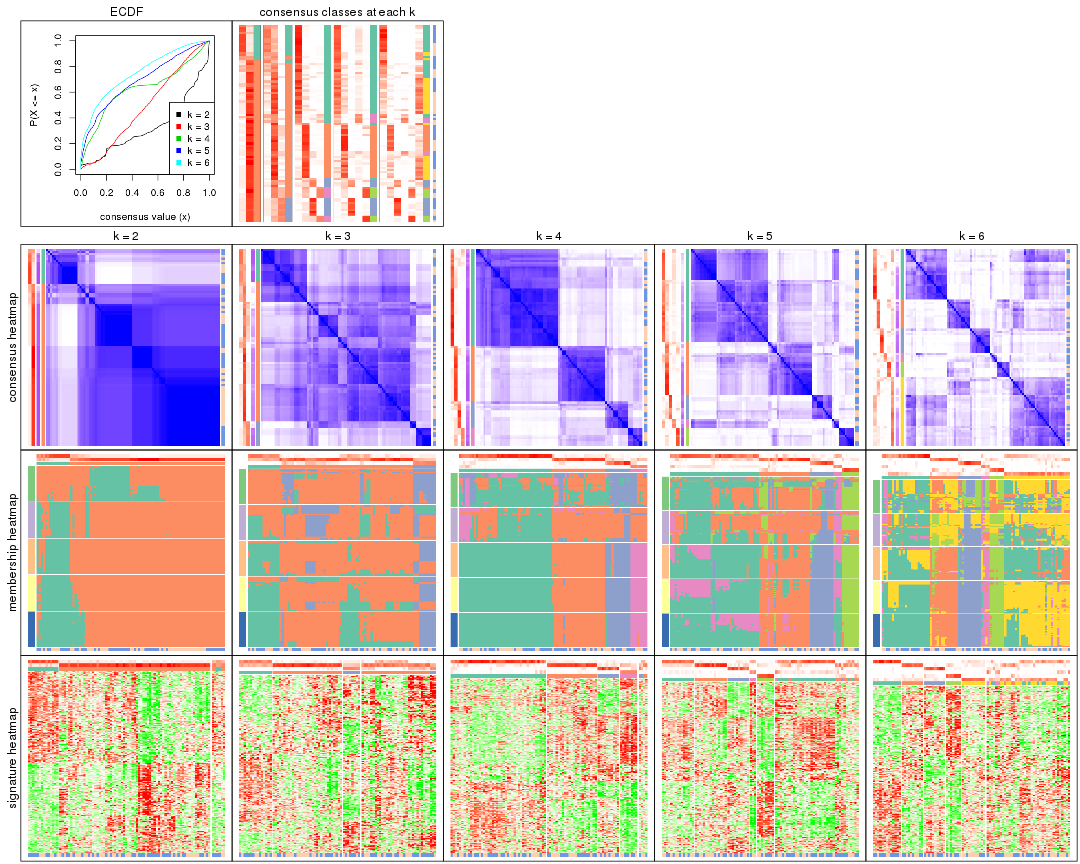 ECDF
consensus classes at each k
P(X <= x)
0.0 0.2 0.4 0.6 0.8 1.0
k = 2
k = 3
k = 4
k = 5
k = 6
0.0 0.2 0.4 0.6 0.8 1.0
consensus value (x)
k = 2 k = 3 k = 4 k = 5 k = 6
consensus heatmap
membership heatmap
signature heatmap